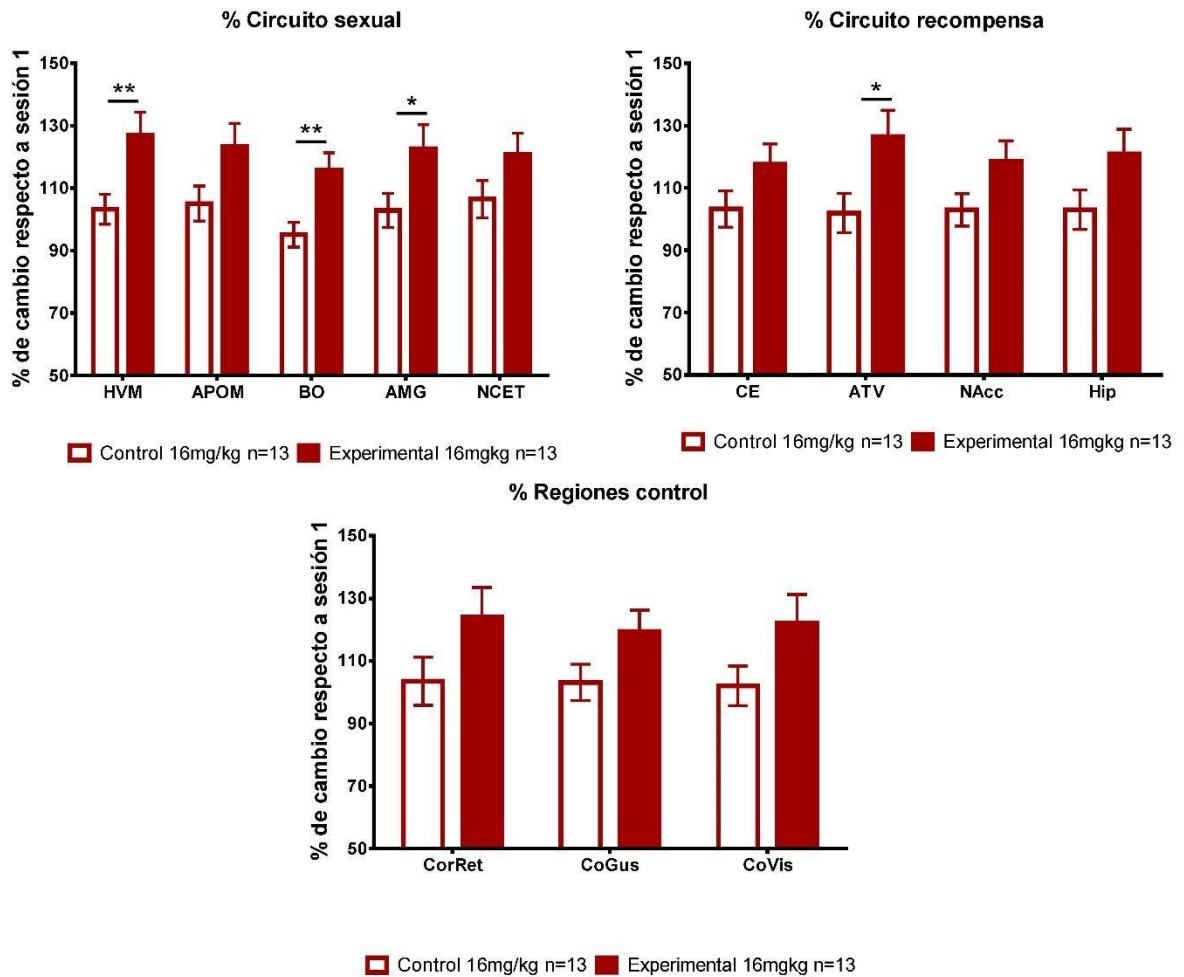 % Circuito sexual
% de cambio respecto a sesión 1
150
130
110
90
70
50
**
**
*
HVM APOM BO AMG NCET
Control 16mg/kg n=13 Experimental 16mgkg n=13
% Circuito recompensa
% de cambio respecto a sesión 1
150
130
110
90
70
50
*
CE ATV NAcc Hip
Control 16mg/kg n=13 Experimental 16mgkg n=13
% Regiones control
% de cambio respecto a sesión 1
150
130
110
90
70
50
CorRet CoGus CoVis
Control 16mg/kg n=13 Experimental 16mgkg n=13